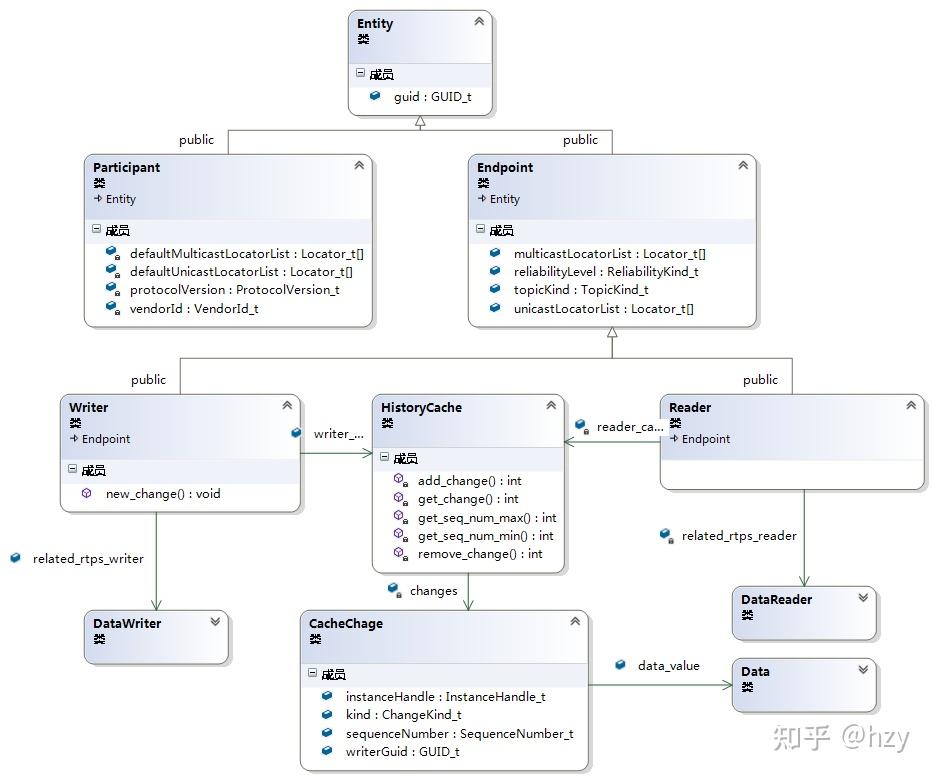 Entity
类
成员
guid : GUID_t
public
public
Participant
类
Entity
成员
defaultMulticastLocatorList : Locator_t[]
defaultUnicastLocatorList : Locator_t[]
protocolVersion : ProtocolVersion_t
vendorId : VendorId_t
Endpoint
类
Entity
成员
multicastLocatorList : Locator_t[]
reliabilityLevel : ReliabilityKind_t
topicKind : TopicKind_t
unicastLocatorList : Locator_t[]
public
public
Writer
类
Endpoint
成员
new_change() : void
writer_...
HistoryCache
类
成员
add_change() : int
get_change() : int
get_seq_num_max() : int
get_seq_num_min() : int
remove_change() : int
reader_ca...
Reader
类
Endpoint
related_rtps_writer
related_rtps_reader
changes
DataWriter
类
CacheChage
类
成员
instanceHandle : InstanceHandle_t
kind : ChangeKind_t
sequenceNumber : SequenceNumber_t
writerGuid : GUID_t
DataReader
类
data_value
Data
类
知乎 @hzy